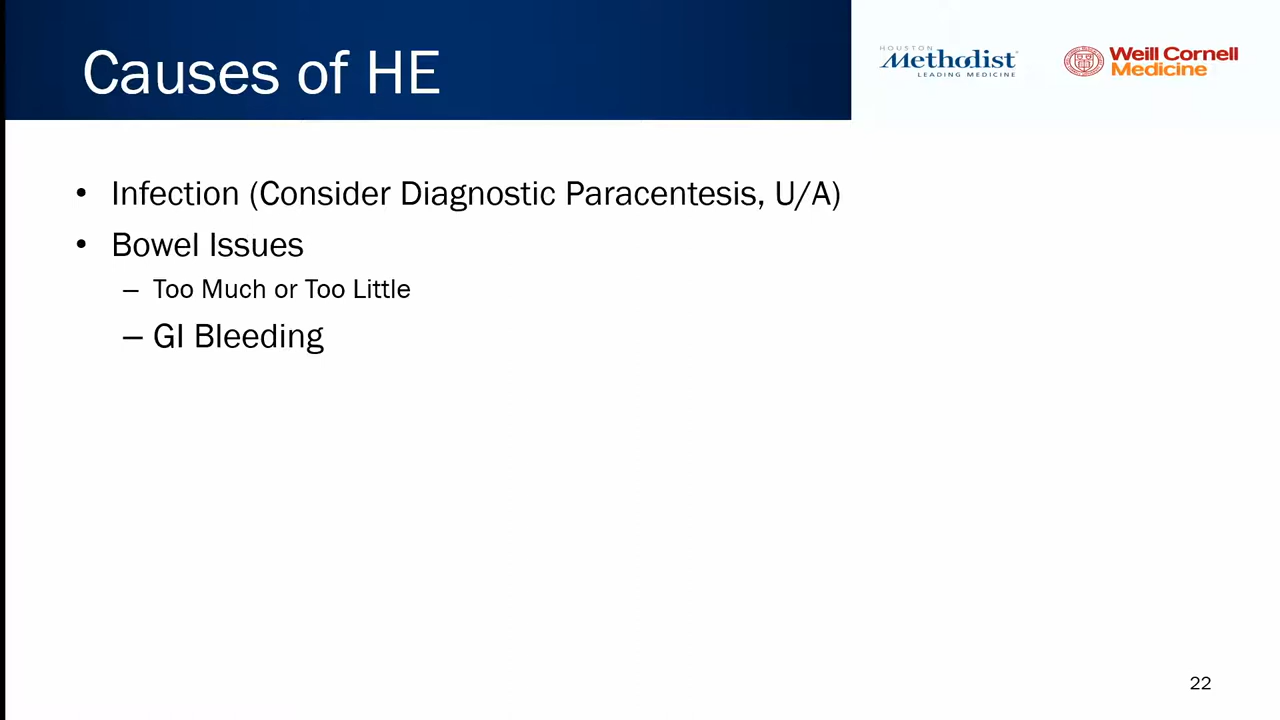 Causes of HE
HOUSTON
Methodist
LEADING MEDICINE
Weill Cornell
Medicine
• Infection (Consider Diagnostic Paracentesis, U/A)
• Bowel Issues
– Too Much or Too Little
– GI Bleeding
22